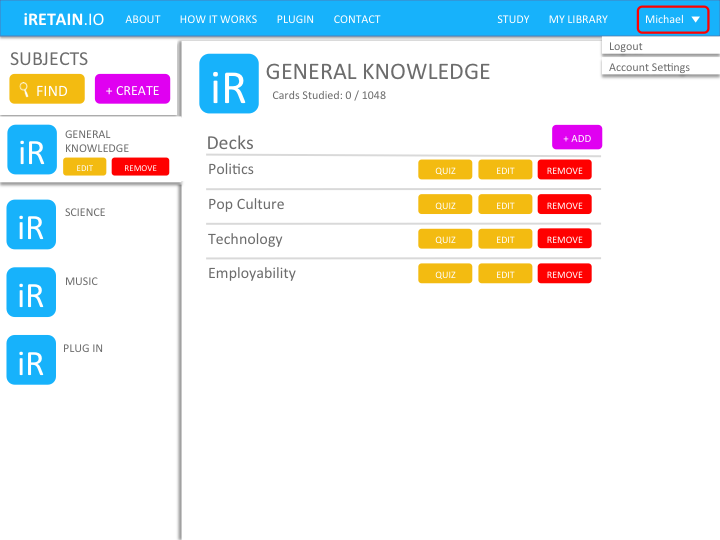 iRETAIN.IO ABOUT HOW IT WORKS PLUGIN CONTACT STUDY MY LIBRARY Michael
Logout
Account Settings
SUBJECTS
FIND + CREATE
iR GENERAL
KNOWLEDGE
EDIT REMOVE
iR SCIENCE
iR MUSIC
iR PLUG IN
iR GENERAL KNOWLEDGE
Cards Studied: 0 / 1048
Decks + ADD
Politics QUIZ EDIT REMOVE
Pop Culture QUIZ EDIT REMOVE
Technology QUIZ EDIT REMOVE
Employability QUIZ EDIT REMOVE